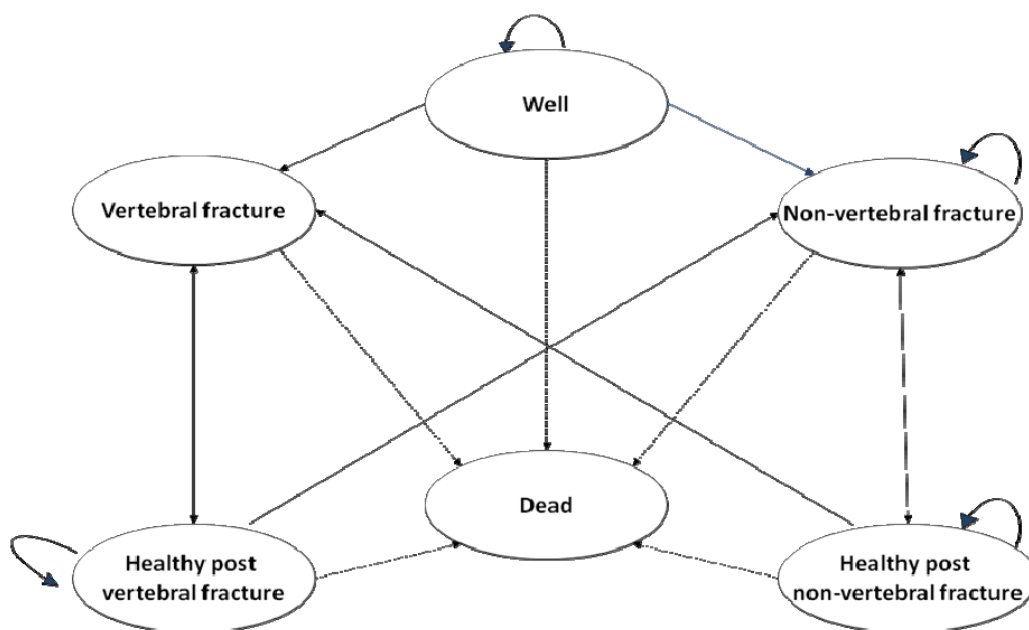 Well
Vertebral fracture
Non-vertebral fracture
Dead
Healthy post
vertebral fracture
Healthy post
non-vertebral fracture